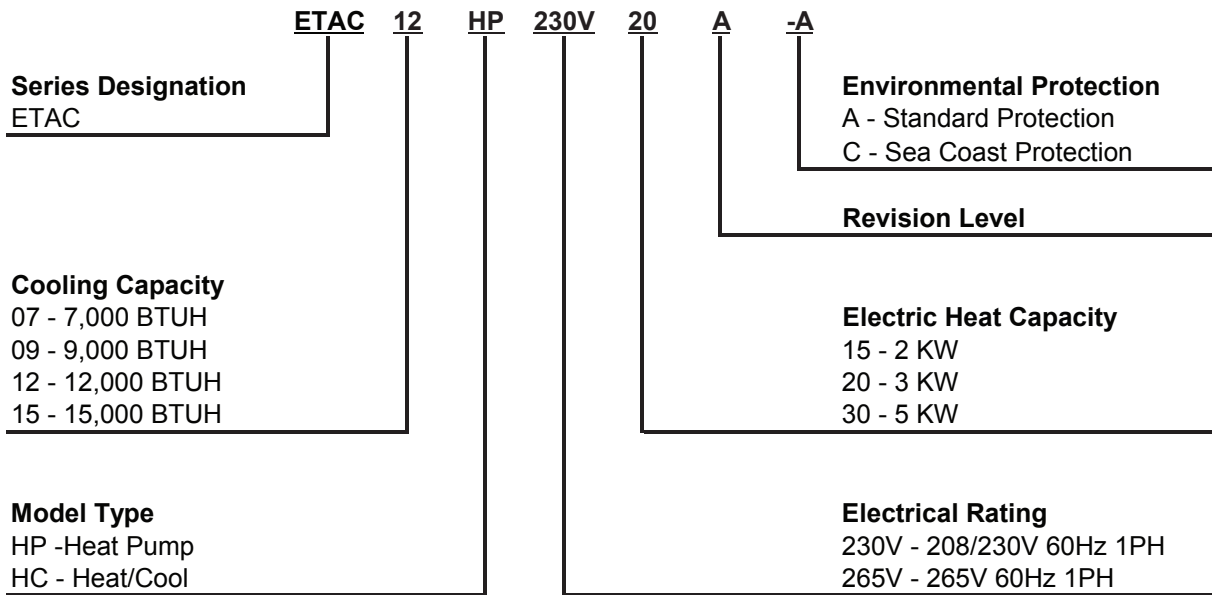 ETAC 12 HP 230V 20 A -A
Series Designation
ETAC
Environmental Protection
A - Standard Protection
C - Sea Coast Protection
Revision Level
Cooling Capacity
07 - 7,000 BTUH
09 - 9,000 BTUH
12 - 12,000 BTUH
15 - 15,000 BTUH
Electric Heat Capacity
15 - 2 KW
20 - 3 KW
30 - 5 KW
Model Type
HP -Heat Pump
HC - Heat/Cool
Electrical Rating
230V - 208/230V 60Hz 1PH
265V - 265V 60Hz 1PH